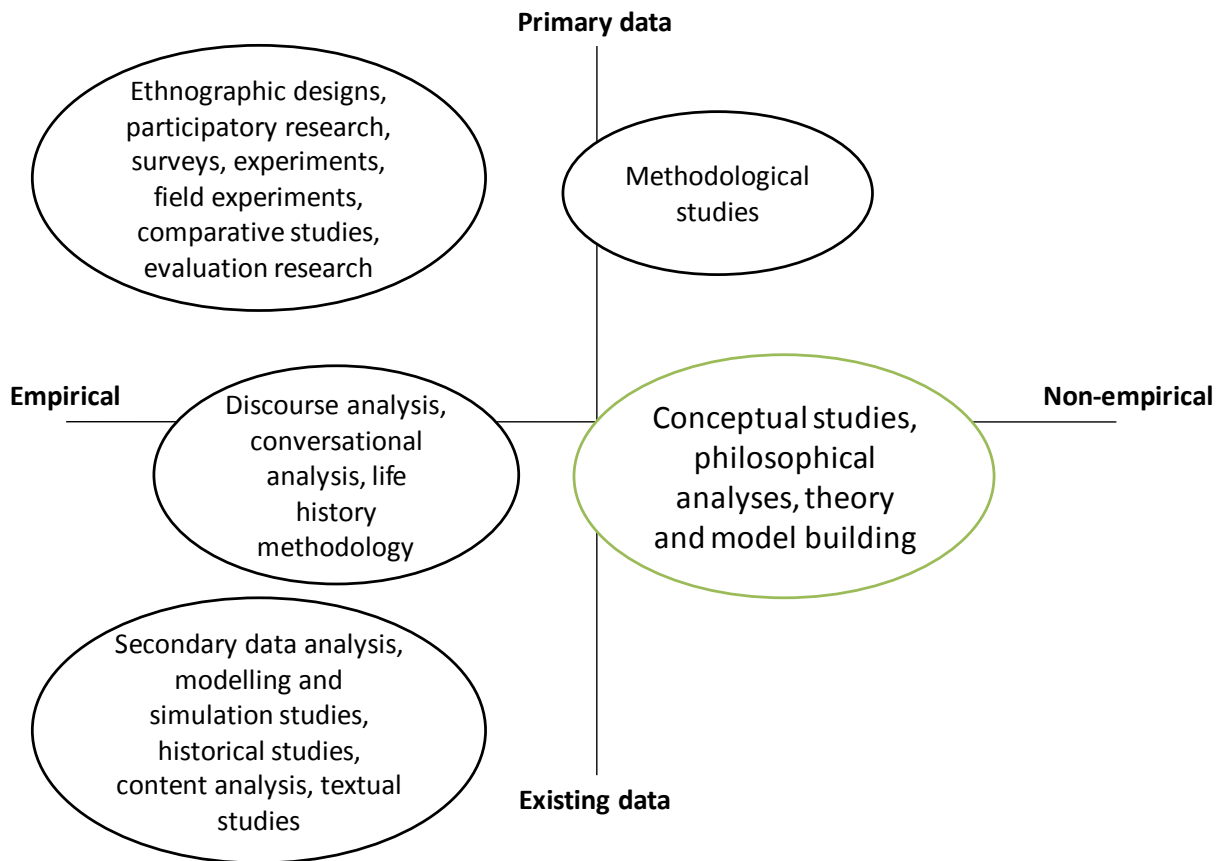 Primary data
Ethnographic designs,
participatory research,
surveys, experiments,
field experiments,
comparative studies,
evaluation research
Methodological
studies
Empirical
Non-empirical
Discourse analysis,
conversational
analysis, life
history
methodology
Conceptual studies,
philosophical
analyses, theory
and model building
Secondary data analysis,
modelling and
simulation studies,
historical studies,
content analysis, textual
studies
Existing data